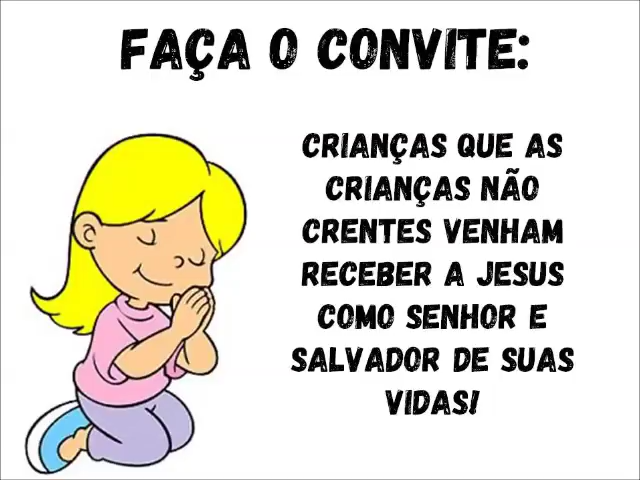 FAÇA O CONVITE:
CRIANÇAS QUE AS
CRIANÇAS NÃO
CRENTES VENHAM
RECEBER A JESUS
COMO SENHOR E
SALVADOR DE SUAS
VIDAS!